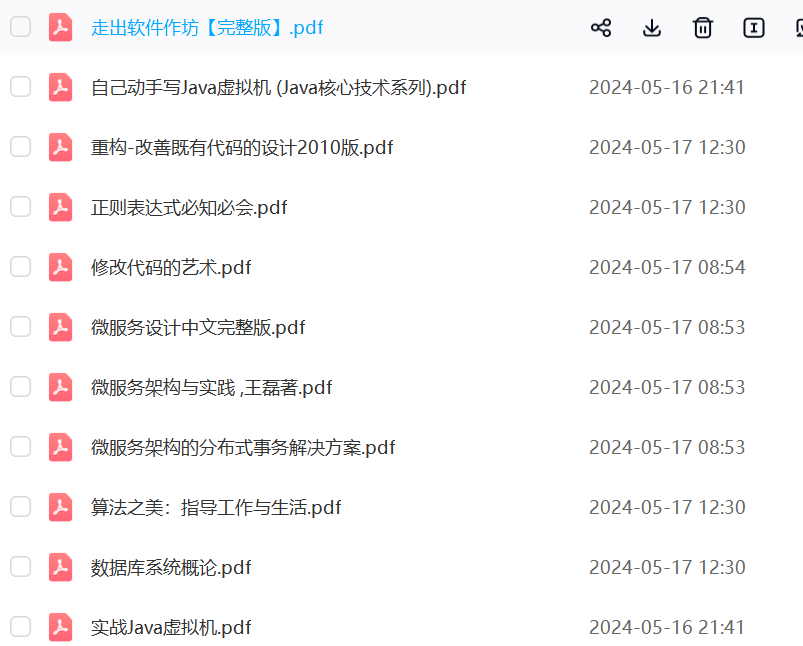 走出软件作坊【完整版】.pdf
自己动手写Java虚拟机 (Java核心技术系列).pdf 2024-05-16 21:41
重构-改善既有代码的设计2010版.pdf 2024-05-17 12:30
正则表达式必知必会.pdf 2024-05-17 12:30
修改代码的艺术.pdf 2024-05-17 08:54
微服务设计中文完整版.pdf 2024-05-17 08:53
微服务架构与实践 ,王磊著.pdf 2024-05-17 08:53
微服务架构的分布式事务解决方案.pdf 2024-05-17 08:53
算法之美：指导工作与生活.pdf 2024-05-17 12:30
数据库系统概论.pdf 2024-05-17 12:30
实战Java虚拟机.pdf 2024-05-16 21:41